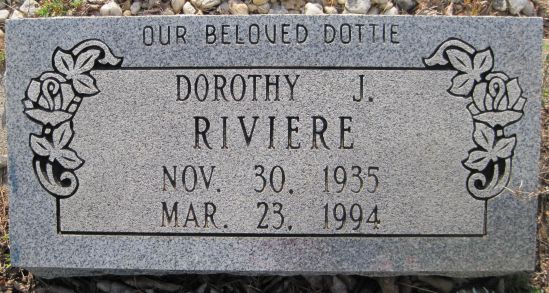 OUR BELOVED DOTTIE
DOROTHY J.
RIVIERE
NOV. 30, 1935
MAR. 23, 1994